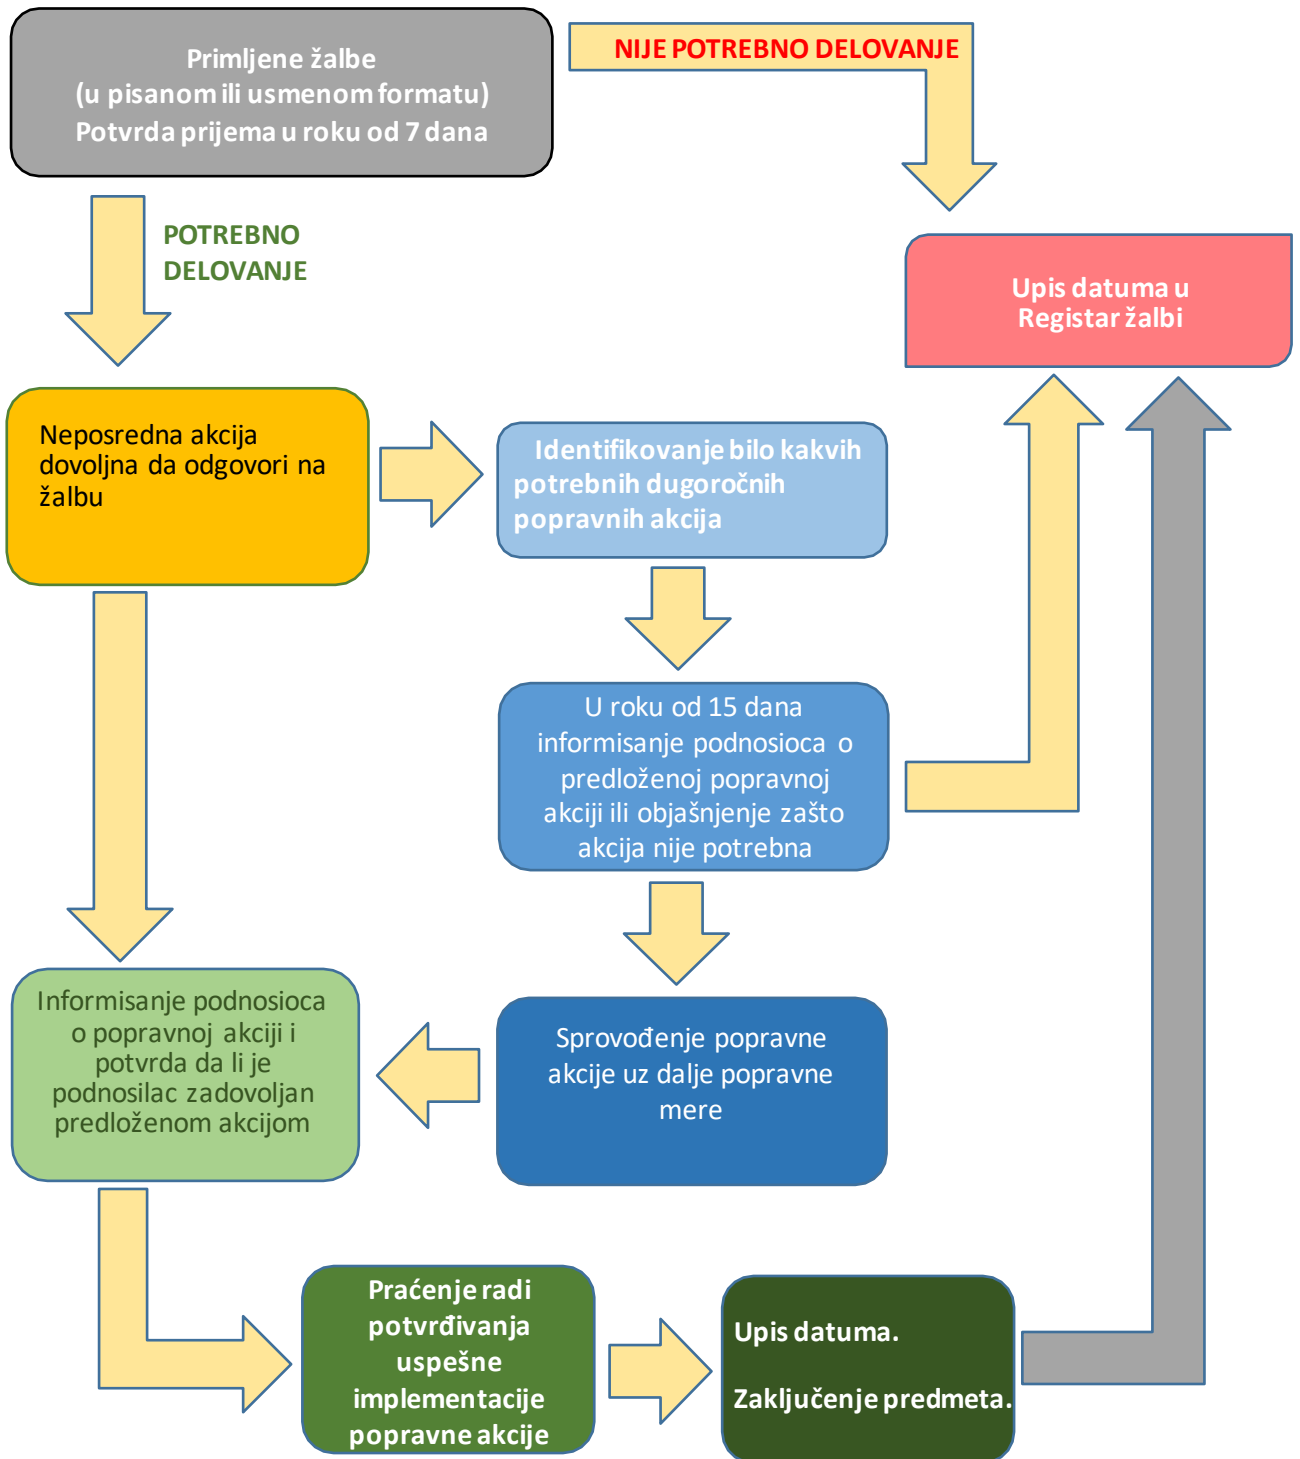 Primljene žalbe
(u pisanom ili usmenom formatu)
Potvrda prijema u roku od 7 dana
NIJE POTREBNO DELOVANJE
POTREBNO
DELOVANJE
Upis datuma u
Registar žalbi
Neposredna akcija
dovoljna da odgovori na
žalbu
Identifikovanje bilo kakvih
potrebnih dugoročnih
popravnih akcija
U roku od 15 dana
informisanje podnosioca o
predloženoj popravnoj
akciji ili objašnjenje zašto
akcija nije potrebna
Informisanje podnosioca
o popravnoj akciji i
potvrda da li je
podnosilac zadovoljan
predloženom akcijom
Sprovođenje popravne
akcije uz dalje popravne
mere
Praćenje radi
potvrđivanja
uspešne
implementacije
popravne akcije
Upis datuma.
Zaključenje predmeta.